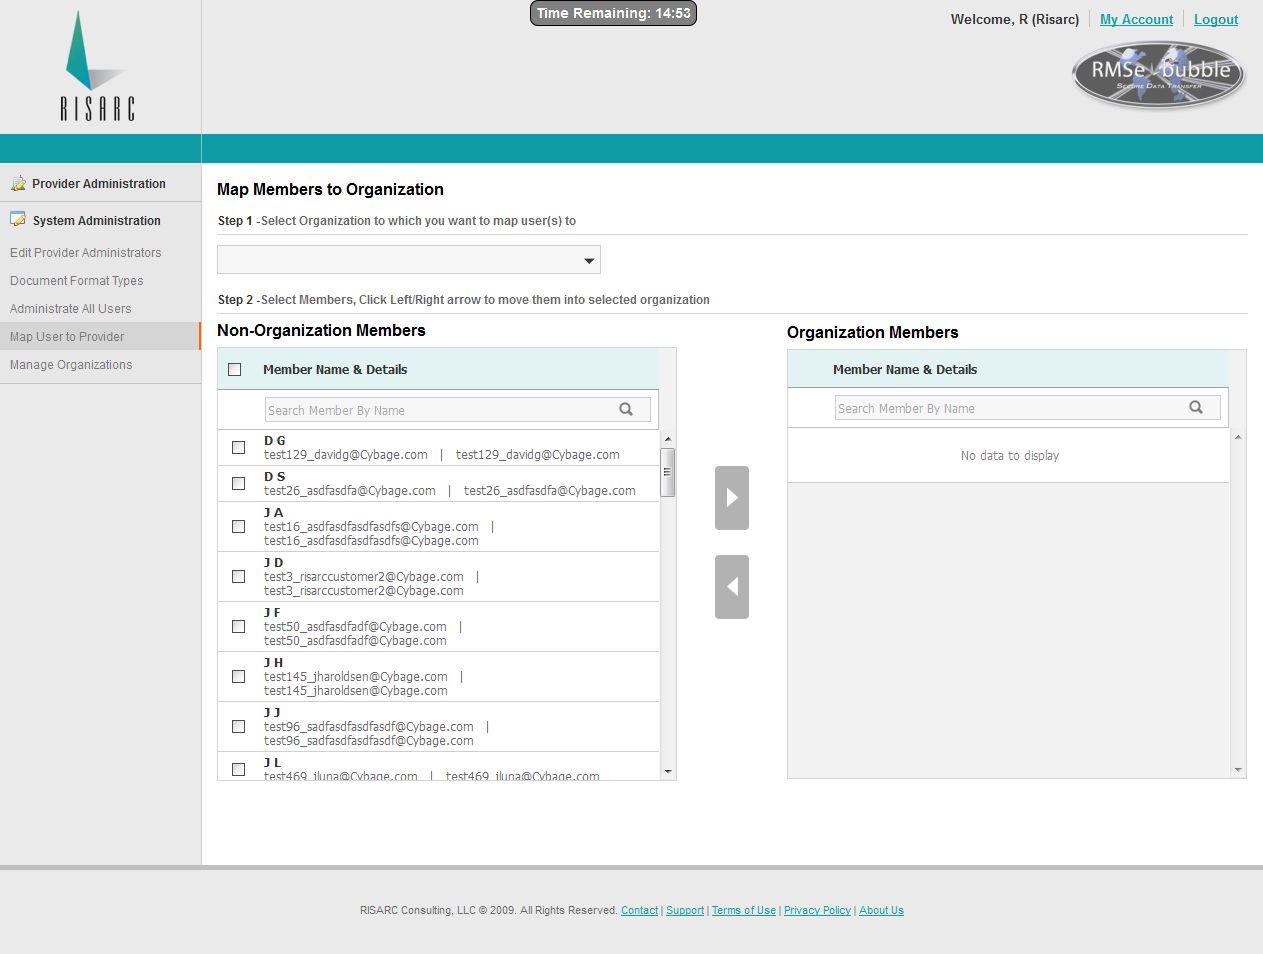 Time Remaining: 14:53
Welcome, R (Risarc)
My Account
Logout
RISARC
RMSe bubble
SECURE DATA TRANSFER
Provider Administration
System Administration
Edit Provider Administrators
Document Format Types
Administrate All Users
Map User to Provider
Manage Organizations
Map Members to Organization
Step 1 -Select Organization to which you want to map user(s) to
Step 2 -Select Members, Click Left/Right arrow to move them into selected organization
Non-Organization Members
Member Name & Details
Search Member By Name
D G
test129_davidg@Cybage.com | test129_davidg@Cybage.com
D S
test26_asdfasdfa@Cybage.com | test26_asdfasdfa@Cybage.com
J A
test16_asdfasdfasdfasdfs@Cybage.com |
test16_asdfasdfasdfasdfs@Cybage.com
J D
test3_risarccustomer2@Cybage.com |
test3_risarccustomer2@Cybage.com
J F
test50_asdfasdfadf@Cybage.com |
test50_asdfasdfadf@Cybage.com
J H
test145_jharoldsen@Cybage.com |
test145_jharoldsen@Cybage.com
J J
test96_sadfasdfasdfasdf@Cybage.com |
test96_sadfasdfasdfasdf@Cybage.com
J L
test469_jluna@Cybage.com | test469_jluna@Cybage.com
Organization Members
Member Name & Details
Search Member By Name
No data to display
RISARC Consulting, LLC © 2009. All Rights Reserved. Contact | Support | Terms of Use | Privacy Policy | About Us